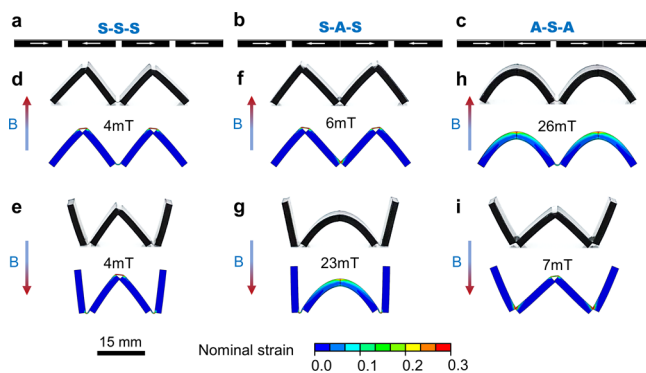 a b c
S-S-S S-A-S A-S-A
d f h
B 4mT B 6mT B 26mT
e g i
B 4mT B 23mT B 7mT
15 mm
Nominal strain
0.0 0.1 0.2 0.3